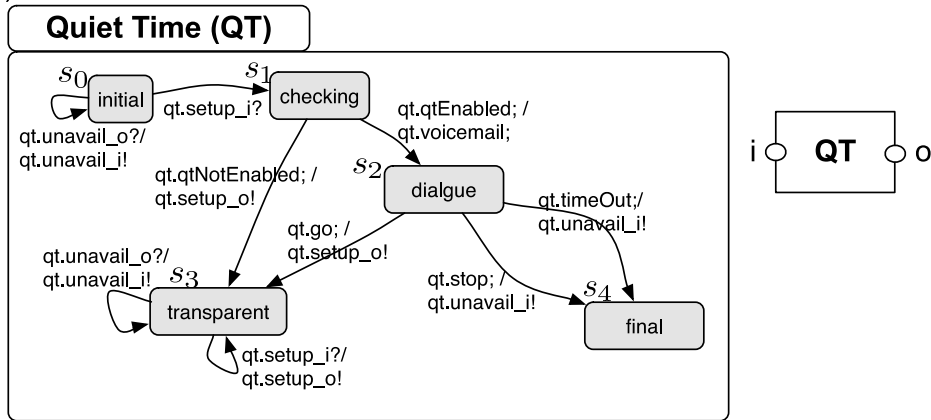 Quiet Time (QT)
s0
initial
qt.unavail_o?/
qt.unavail_i!
qt.setup_i?
s1
checking
qt.qtEnabled; /
qt.voicemail;
qt.qtNotEnabled; /
qt.setup_o!
s2
dialgue
qt.timeOut;/
qt.unavail_i!
qt.go; /
qt.setup_o!
qt.stop; /
qt.unavail_i!
qt.unavail_o?/
qt.unavail_i!
s3
transparent
qt.setup_i?/
qt.setup_o!
s4
final
i
QT
o